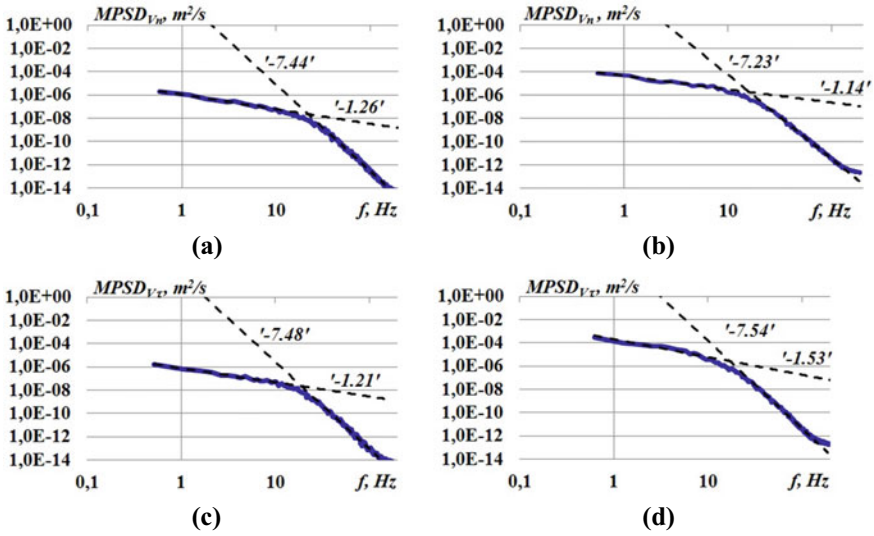 MPSD_Vn, m²/s
1,0E+00
1,0E-02
1,0E-04
1,0E-06
1,0E-08
1,0E-10
1,0E-12
1,0E-14
'-7.44'
'-1.26'
0,1 1 10 f, Hz
(a)
MPSD_Vn, m²/s
1,0E+00
1,0E-02
1,0E-04
1,0E-06
1,0E-08
1,0E-10
1,0E-12
1,0E-14
'-7.23'
'-1.14'
0,1 1 10 f, Hz
(b)
MPSD_Vτ, m²/s
1,0E+00
1,0E-02
1,0E-04
1,0E-06
1,0E-08
1,0E-10
1,0E-12
1,0E-14
'-7.48'
'-1.21'
0,1 1 10 f, Hz
(c)
MPSD_Vτ, m²/s
1,0E+00
1,0E-02
1,0E-04
1,0E-06
1,0E-08
1,0E-10
1,0E-12
1,0E-14
'-7.54'
'-1.53'
0,1 1 10 f, Hz
(d)